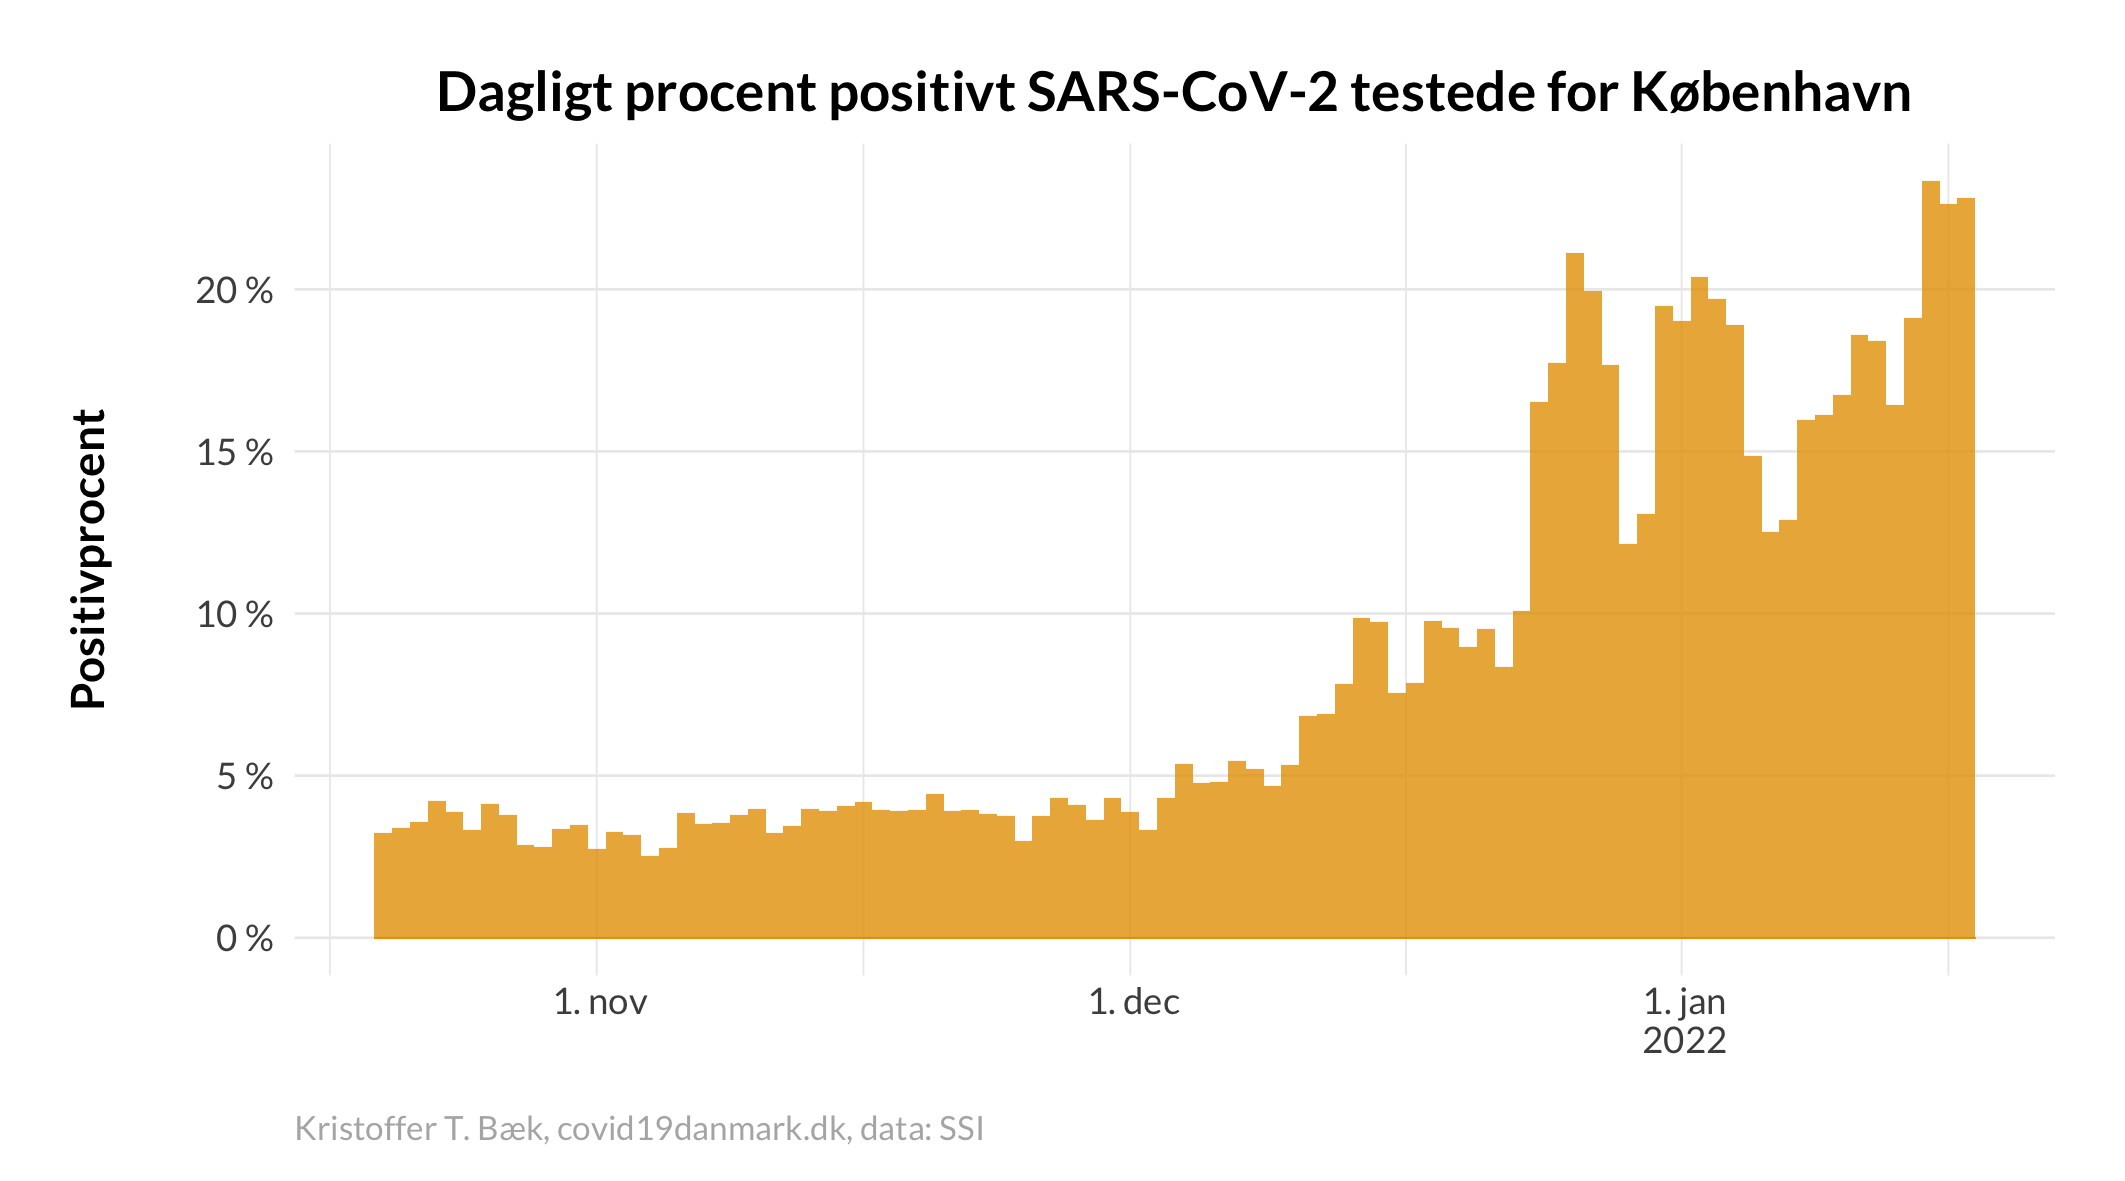 Dagligt procent positivt SARS-CoV-2 testede for København
Positivprocent
20 %
15 %
10 %
5 %
0 %
1. nov
1. dec
1. jan
2022
Kristoffer T. Bæk, covid19danmark.dk, data: SSI